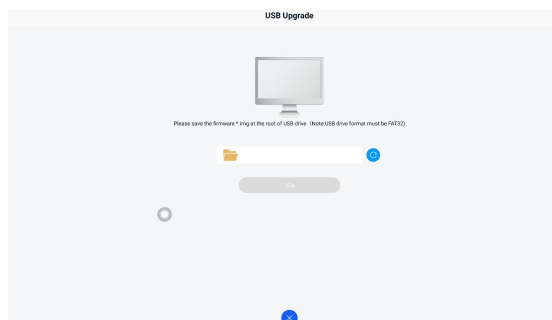 USB Upgrade
Please save the firmware *.img at the root of USB drive（Note:USB drive format must be FAT32)